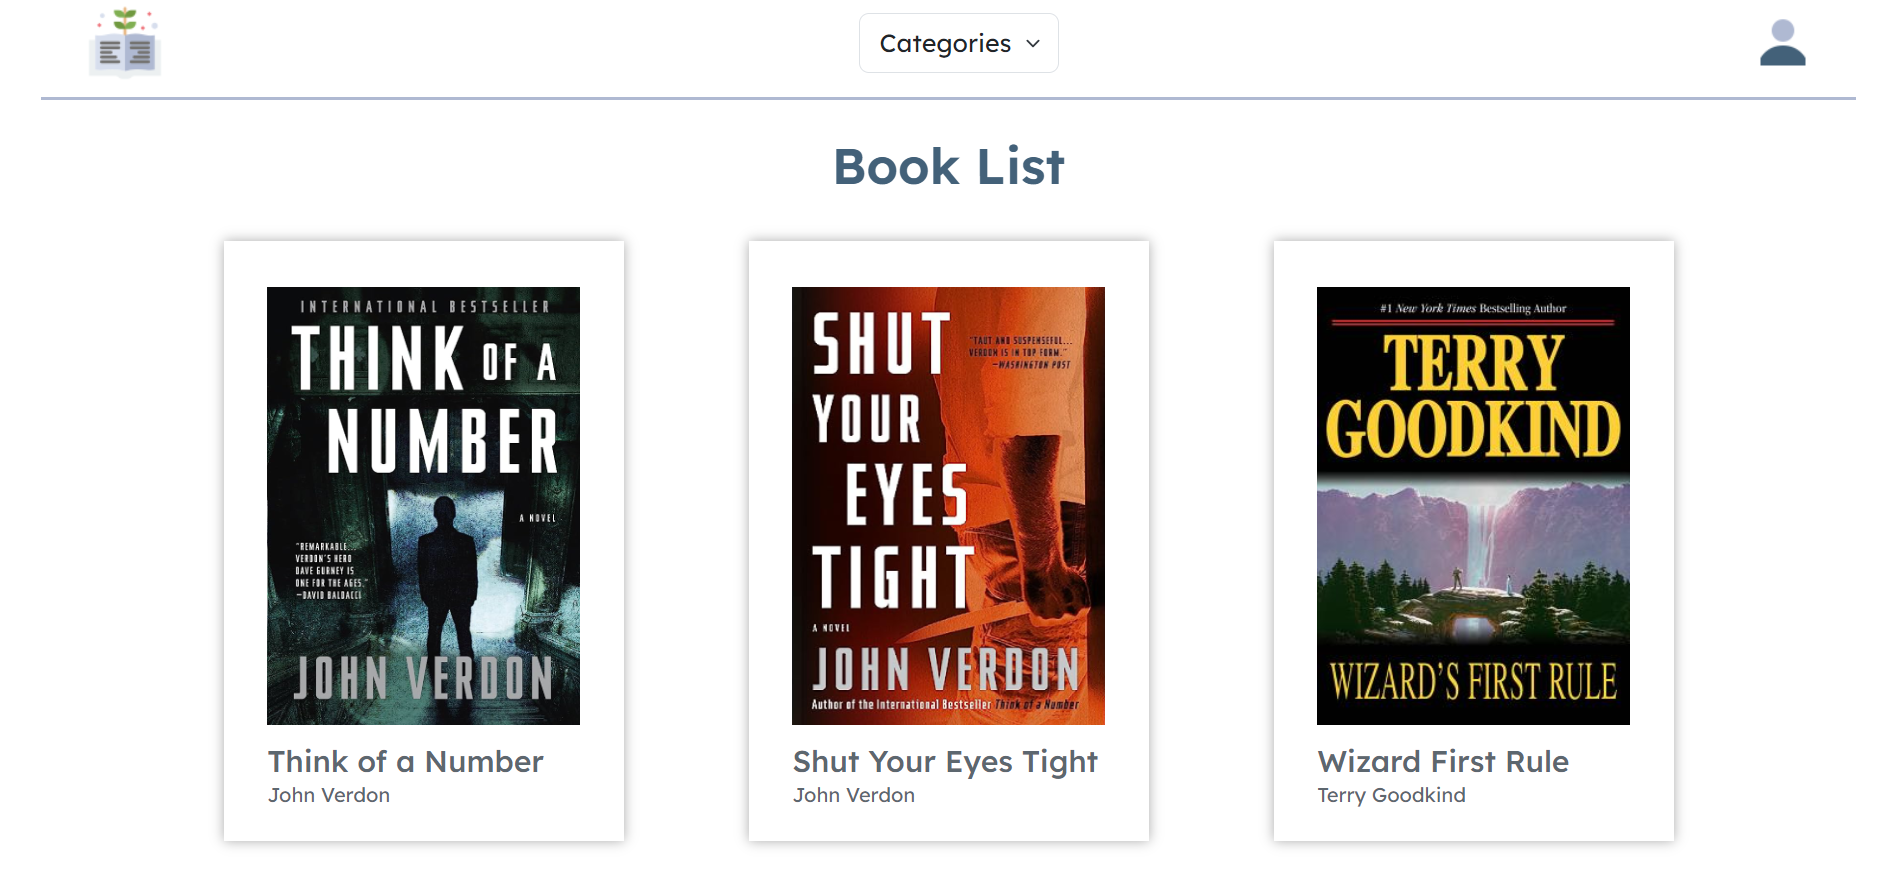 Categories
Book List
INTERNATIONAL BESTSELLER
THINK OF A
NUMBER
A NOVEL
"REMARKABLE...
VERDON'S HERO
DAVE GURNEY IS
ONE FOR THE AGES."
—DAVID BALDACCI
JOHN VERDON
Think of a Number
John Verdon
SHUT
"TAUT AND SUSPENSEFUL...
VERDON IS IN TOP FORM."
—WASHINGTON POST
YOUR
EYES
TIGHT
A NOVEL
JOHN VERDON
Author of the International Bestseller Think of a Number
Shut Your Eyes Tight
John Verdon
#1 New York Times Bestselling Author
TERRY
GOODKIND
WIZARD'S FIRST RULE
Wizard First Rule
Terry Goodkind